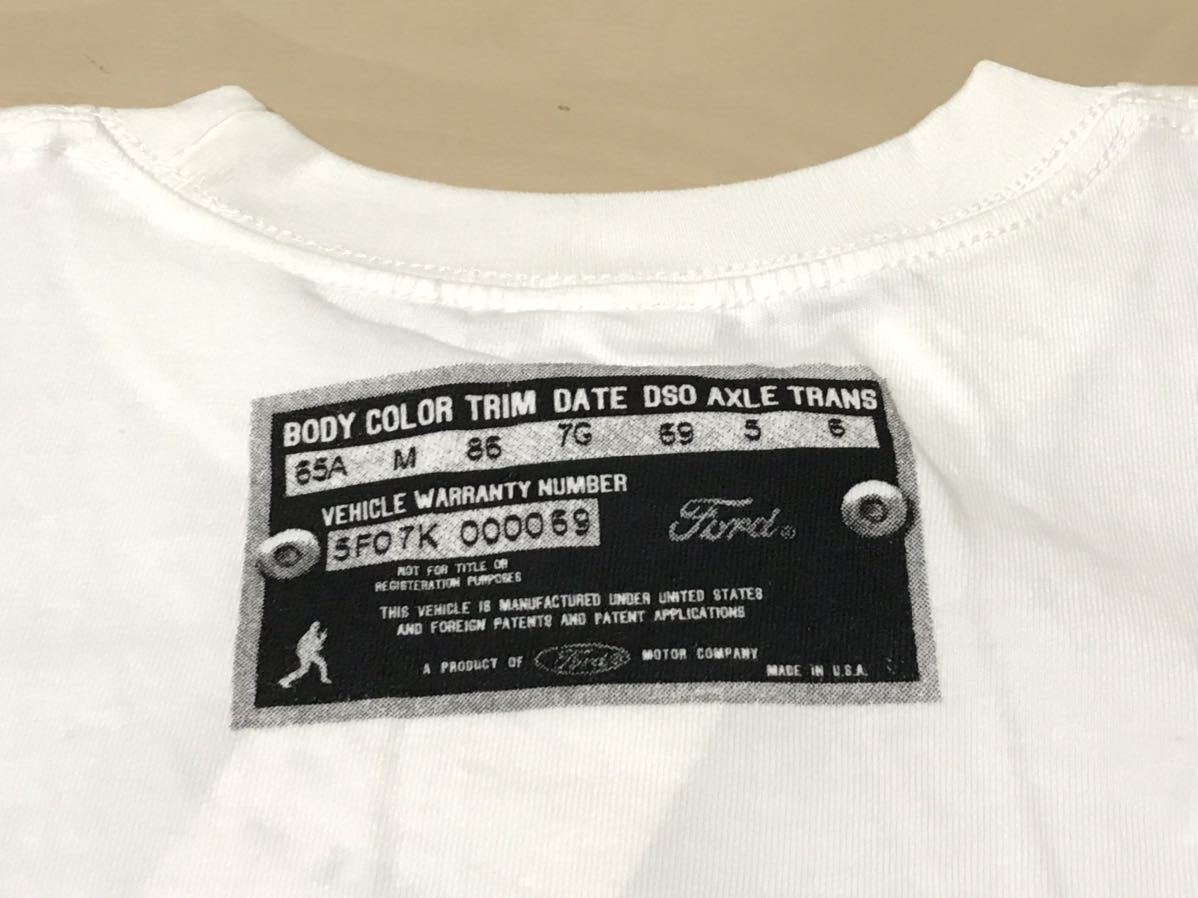 BODY COLOR TRIM DATE DSO AXLE TRANS
65A M 86 7G 69 5 6
VEHICLE WARRANTY NUMBER
5F07K 000069
Ford®
NOT FOR TITLE OR
REGISTERATION PURPOSES
THIS VEHICLE IS MANUFACTURED UNDER UNITED STATES
AND FOREIGN PATENTS AND PATENT APPLICATIONS
A PRODUCT OF Ford® MOTOR COMPANY
MADE IN U.S.A.